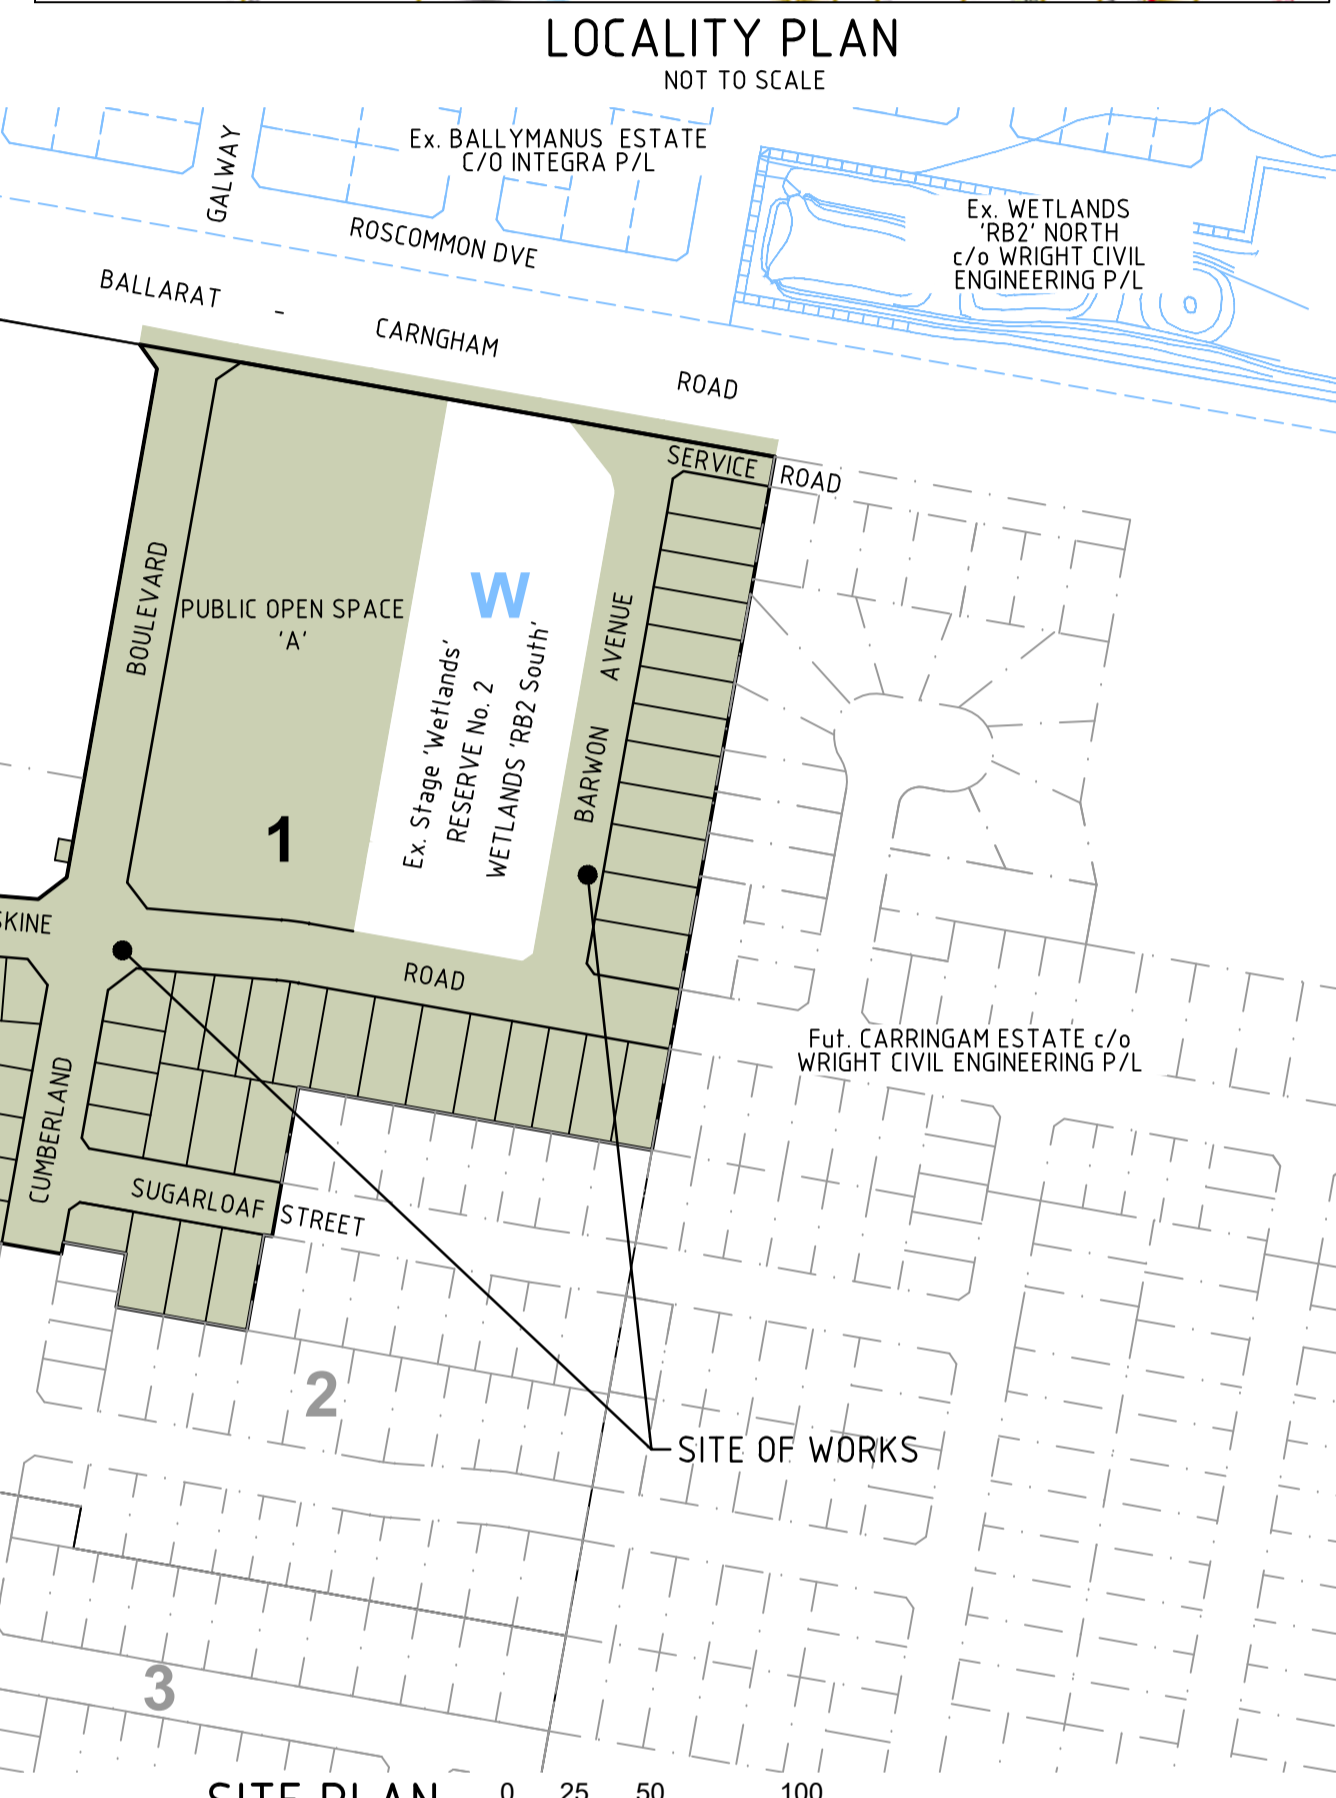 LOCALITY PLAN
NOT TO SCALE
Ex. BALLYMANUS ESTATE
C/O INTEGRA P/L
GALWAY
ROSCOMMON DVE
Ex. WETLANDS
'RB2' NORTH
c/o WRIGHT CIVIL
ENGINEERING P/L
BALLARAT - CARNGHAM ROAD
SERVICE ROAD
BOULEVARD
PUBLIC OPEN SPACE
'A'
W
Ex. Stage 'Wetlands'
RESERVE No. 2
WETLANDS 'RB2 South'
BARWON AVENUE
1
SKINE ROAD
Fut. CARRINGAM ESTATE c/o
WRIGHT CIVIL ENGINEERING P/L
CUMBERLAND
SUGARLOAF STREET
2
SITE OF WORKS
3
SITE PLAN
0 25 50 100